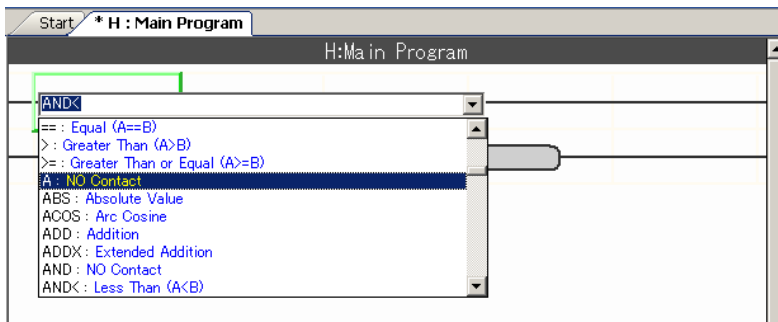 Start * H : Main Program
H:Main Program
AND<
== : Equal (A==B)
> : Greater Than (A>B)
>= : Greater Than or Equal (A>=B)
A : NO Contact
ABS : Absolute Value
ACOS : Arc Cosine
ADD : Addition
ADDX : Extended Addition
AND : NO Contact
AND< : Less Than (A<B)